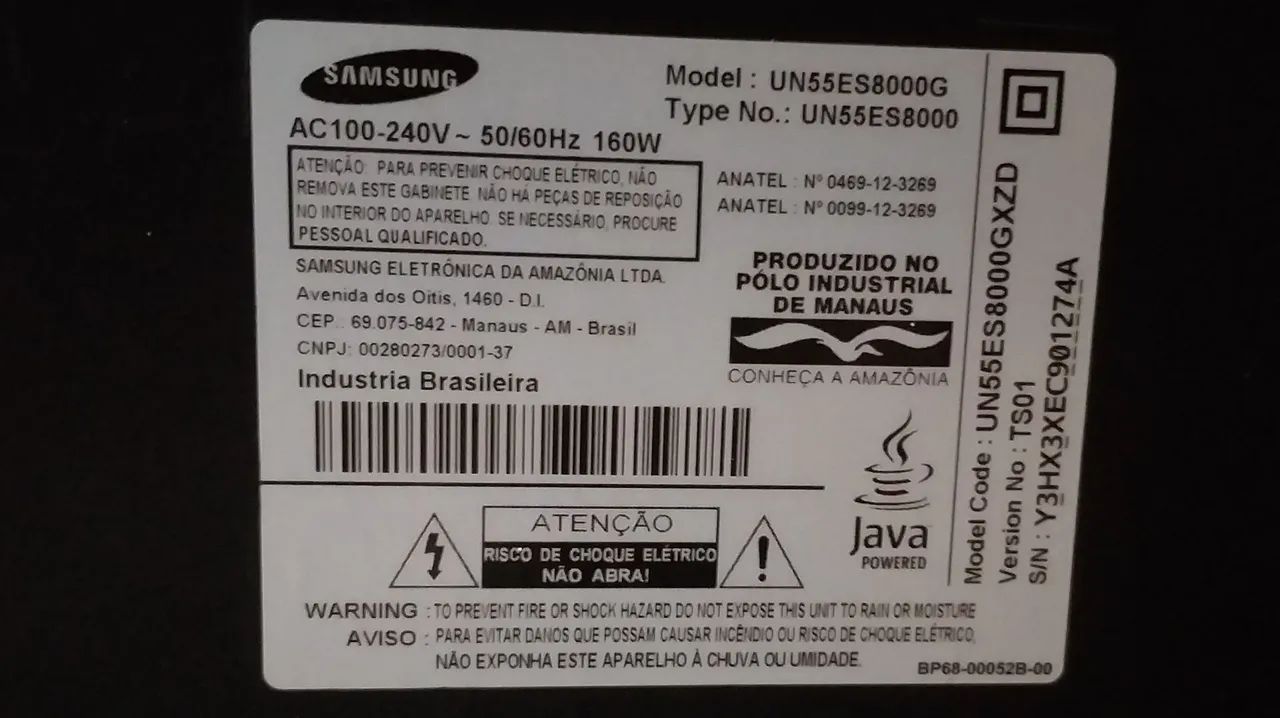 SAMSUNG
Model : UN55ES8000G
Type No.: UN55ES8000
AC100-240V~ 50/60Hz 160W
ATENÇÃO: PARA PREVENIR CHOQUE ELÉTRICO, NÃO
REMOVA ESTE GABINETE. NÃO HÁ PEÇAS DE REPOSIÇÃO
NO INTERIOR DO APARELHO. SE NECESSÁRIO, PROCURE
PESSOAL QUALIFICADO.
ANATEL : Nº 0469-12-3269
ANATEL : Nº 0099-12-3269
SAMSUNG ELETRÔNICA DA AMAZÔNIA LTDA.
Avenida dos Oitis, 1460 - D.I.
CEP.: 69.075-842 - Manaus - AM - Brasil
CNPJ: 00280273/0001-37
Industria Brasileira
PRODUZIDO NO
PÓLO INDUSTRIAL
DE MANAUS
CONHEÇA A AMAZÔNIA
Java
POWERED
Model Code : UN55ES8000GXZD
Version No : TS01
S/N : Y3HX3XEC901274A
ATENÇÃO
RISCO DE CHOQUE ELÉTRICO
NÃO ABRA!
WARNING : TO PREVENT FIRE OR SHOCK HAZARD DO NOT EXPOSE THIS UNIT TO RAIN OR MOISTURE
AVISO : PARA EVITAR DANOS QUE POSSAM CAUSAR INCÊNDIO OU RISCO DE CHOQUE ELÉTRICO,
NÃO EXPONHA ESTE APARELHO À CHUVA OU UMIDADE.
BP68-00052B-00